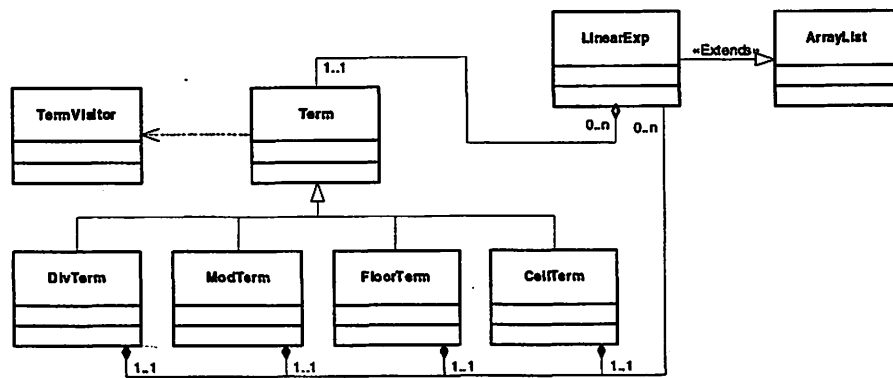 LinearExp
«Extends»
ArrayList
1..1
TermVisitor
Term
0..n
0..n
DivTerm
ModTerm
FloorTerm
CeilTerm
1..1
1..1
1..1
1..1